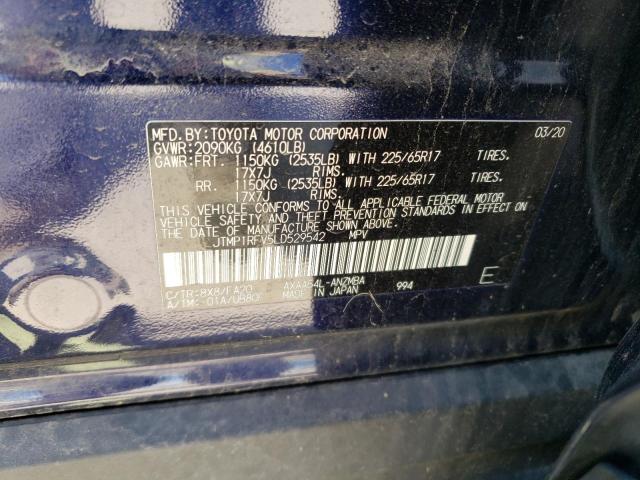 MFD. BY: TOYOTA MOTOR CORPORATION 03/20
GVWR: 2090KG (4610LB)
GAWR: FRT. 1150KG (2535LB) WITH 225/65R17 TIRES.
17X7J RIMS.
RR. 1150KG (2535LB) WITH 225/65R17 TIRES.
17X7J RIMS.
THIS VEHICLE CONFORMS TO ALL APPLICABLE FEDERAL MOTOR
VEHICLE SAFETY, AND THEFT PREVENTION STANDARDS IN EFFECT
ON THE DATE OF MANUFACTURE SHOWN ABOVE.
JTMP1RFV5LD529542 MPV
C/TR: 8X8/FA20 AXAA54L-ANZMBA 994 E
A/TM: -01A/UB80F MADE IN JAPAN